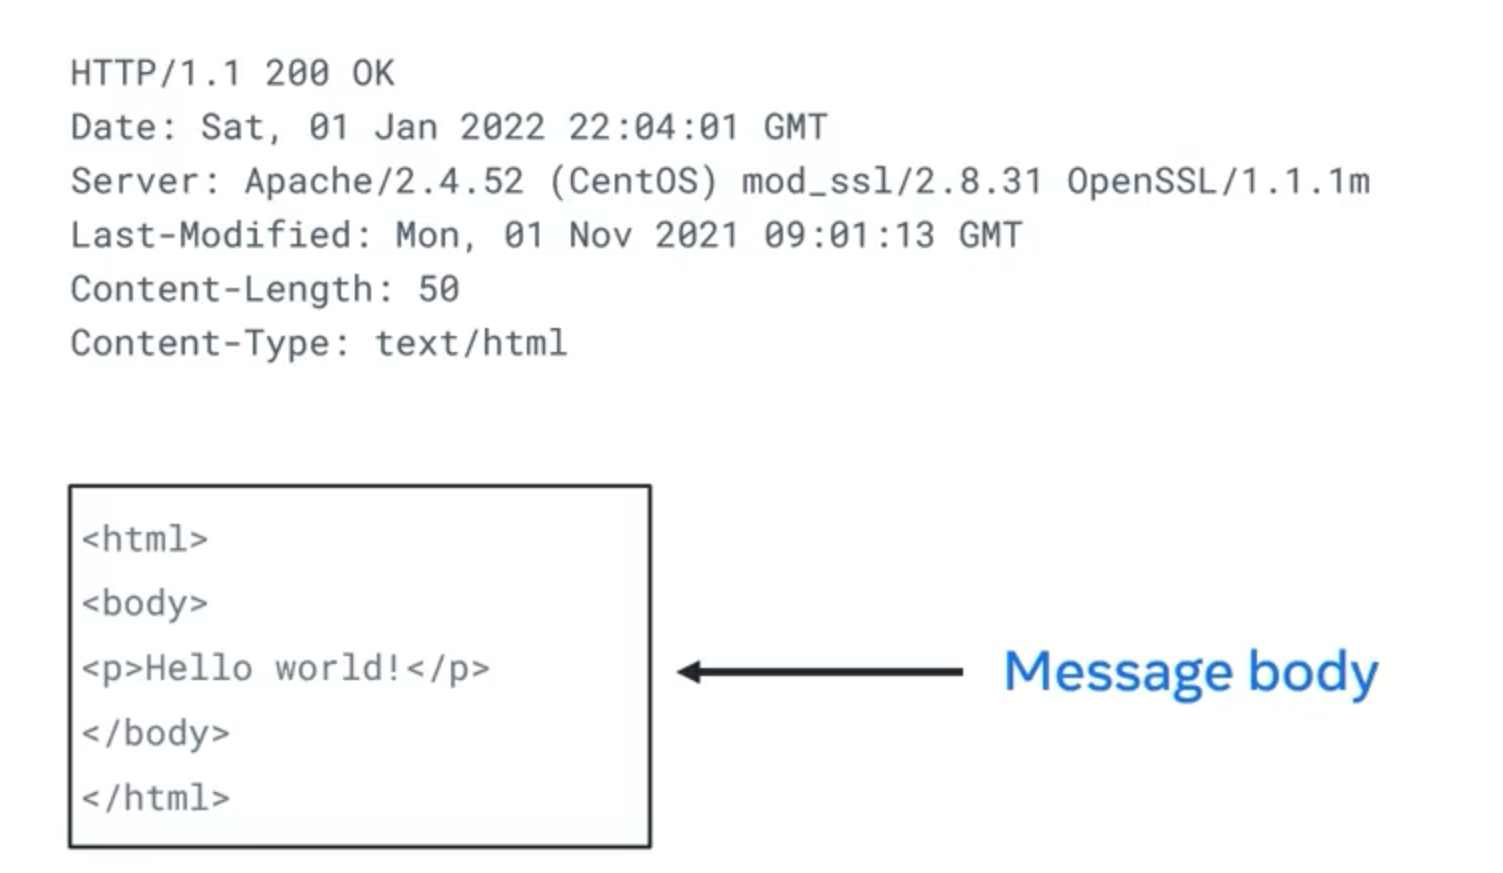 HTTP/1.1 200 OK
Date: Sat, 01 Jan 2022 22:04:01 GMT
Server: Apache/2.4.52 (CentOS) mod_ssl/2.8.31 OpenSSL/1.1.1m
Last-Modified: Mon, 01 Nov 2021 09:01:13 GMT
Content-Length: 50
Content-Type: text/html
<html>
<body>
<p>Hello world!</p>
</body>
</html>
Message body